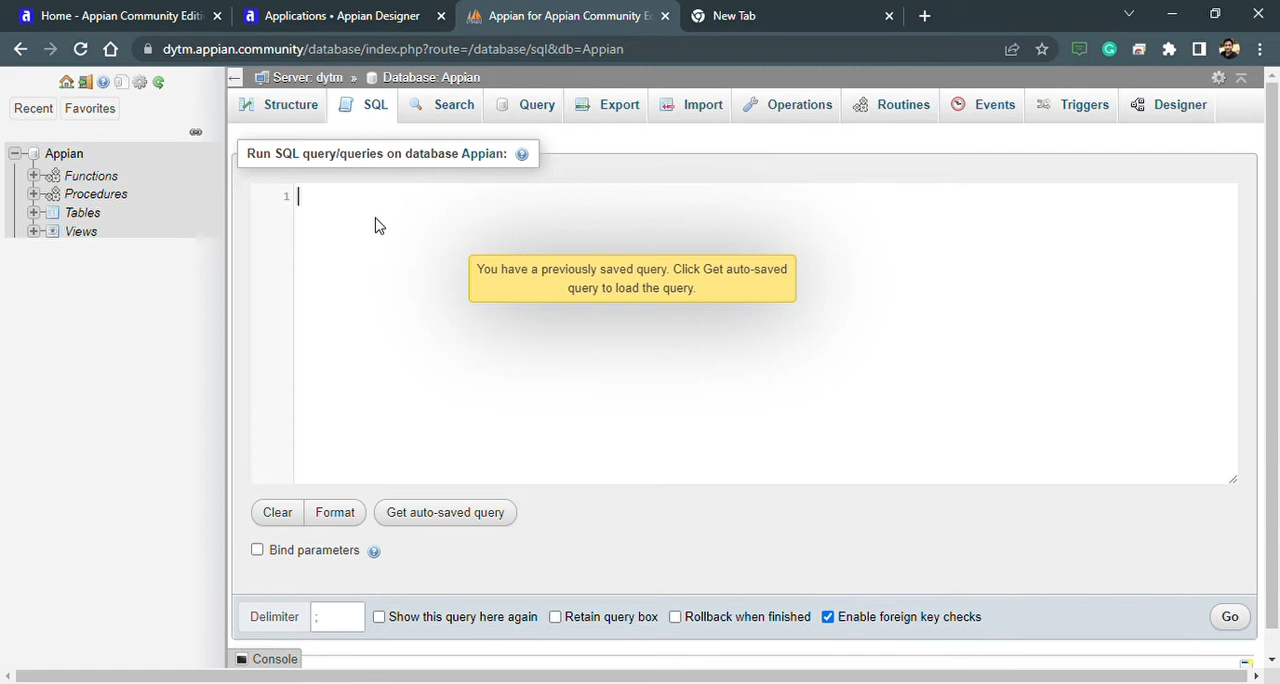 Home - Appian Community Editi
Applications • Appian Designer
Appian for Appian Community E
New Tab
dytm.appian.community/database/index.php?route=/database/sql&db=Appian
Server: dytm » Database: Appian
Recent Favorites
Structure SQL Search Query Export Import Operations Routines Events Triggers Designer
Appian
Functions
Procedures
Tables
Views
Run SQL query/queries on database Appian:
1
You have a previously saved query. Click Get auto-saved
query to load the query.
Clear Format Get auto-saved query
Bind parameters
Delimiter ; Show this query here again Retain query box Rollback when finished Enable foreign key checks Go
Console